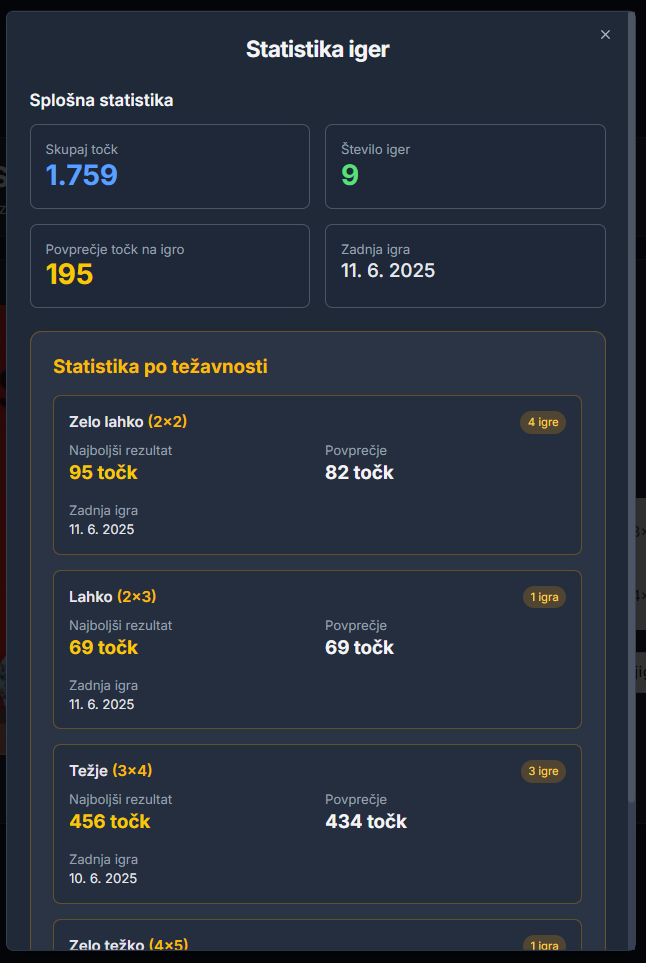 Statistika iger
×
Splošna statistika
Skupaj točk
1.759
Število iger
9
Povprečje točk na igro
195
Zadnja igra
11. 6. 2025
Statistika po težavnosti
Zelo lahko (2×2)
4 igre
Najboljši rezultat
95 točk
Povprečje
82 točk
Zadnja igra
11. 6. 2025
Lahko (2×3)
1 igra
Najboljši rezultat
69 točk
Povprečje
69 točk
Zadnja igra
11. 6. 2025
Težje (3×4)
3 igre
Najboljši rezultat
456 točk
Povprečje
434 točk
Zadnja igra
10. 6. 2025
Zelo težko (4×5)
1 igra